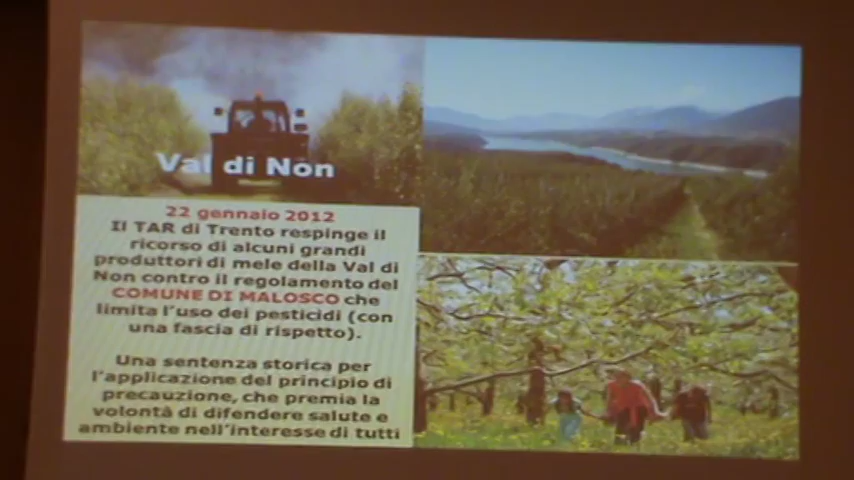 Val di Non
22 gennaio 2012
Il TAR di Trento respinge il
ricorso di alcuni grandi
produttori di mele della Val di
Non contro il regolamento del
COMUNE DI MALOSCO che
limita l'uso dei pesticidi (con
una fascia di rispetto).
Una sentenza storica per
l'applicazione del principio di
precauzione, che premia la
volontà di difendere salute e
ambiente nell'interesse di tutti